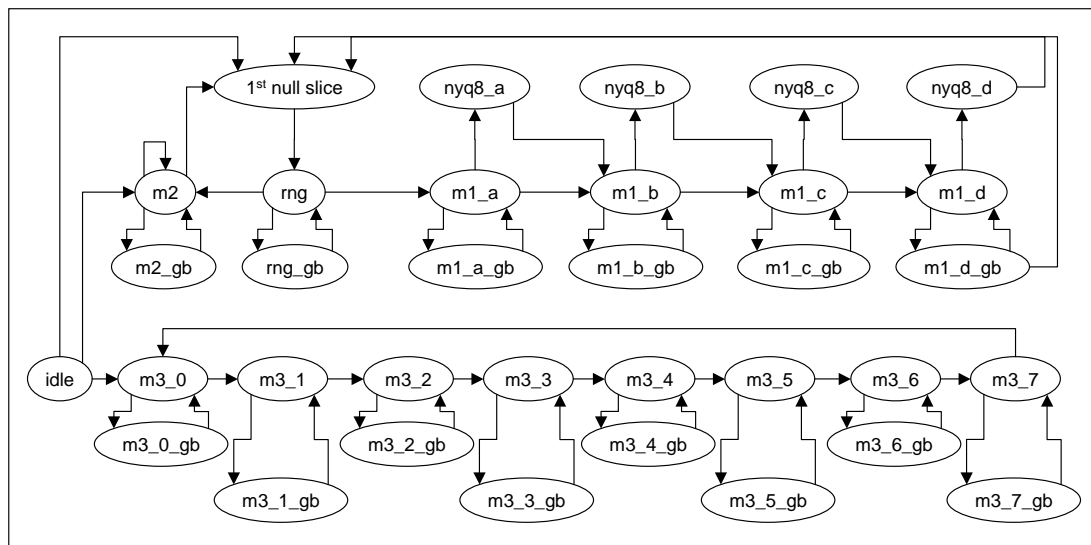 1st null slice
nyq8_a
nyq8_b
nyq8_c
nyq8_d
m2
rng
m1_a
m1_b
m1_c
m1_d
m2_gb
rng_gb
m1_a_gb
m1_b_gb
m1_c_gb
m1_d_gb
idle
m3_0
m3_1
m3_2
m3_3
m3_4
m3_5
m3_6
m3_7
m3_0_gb
m3_2_gb
m3_4_gb
m3_6_gb
m3_1_gb
m3_3_gb
m3_5_gb
m3_7_gb